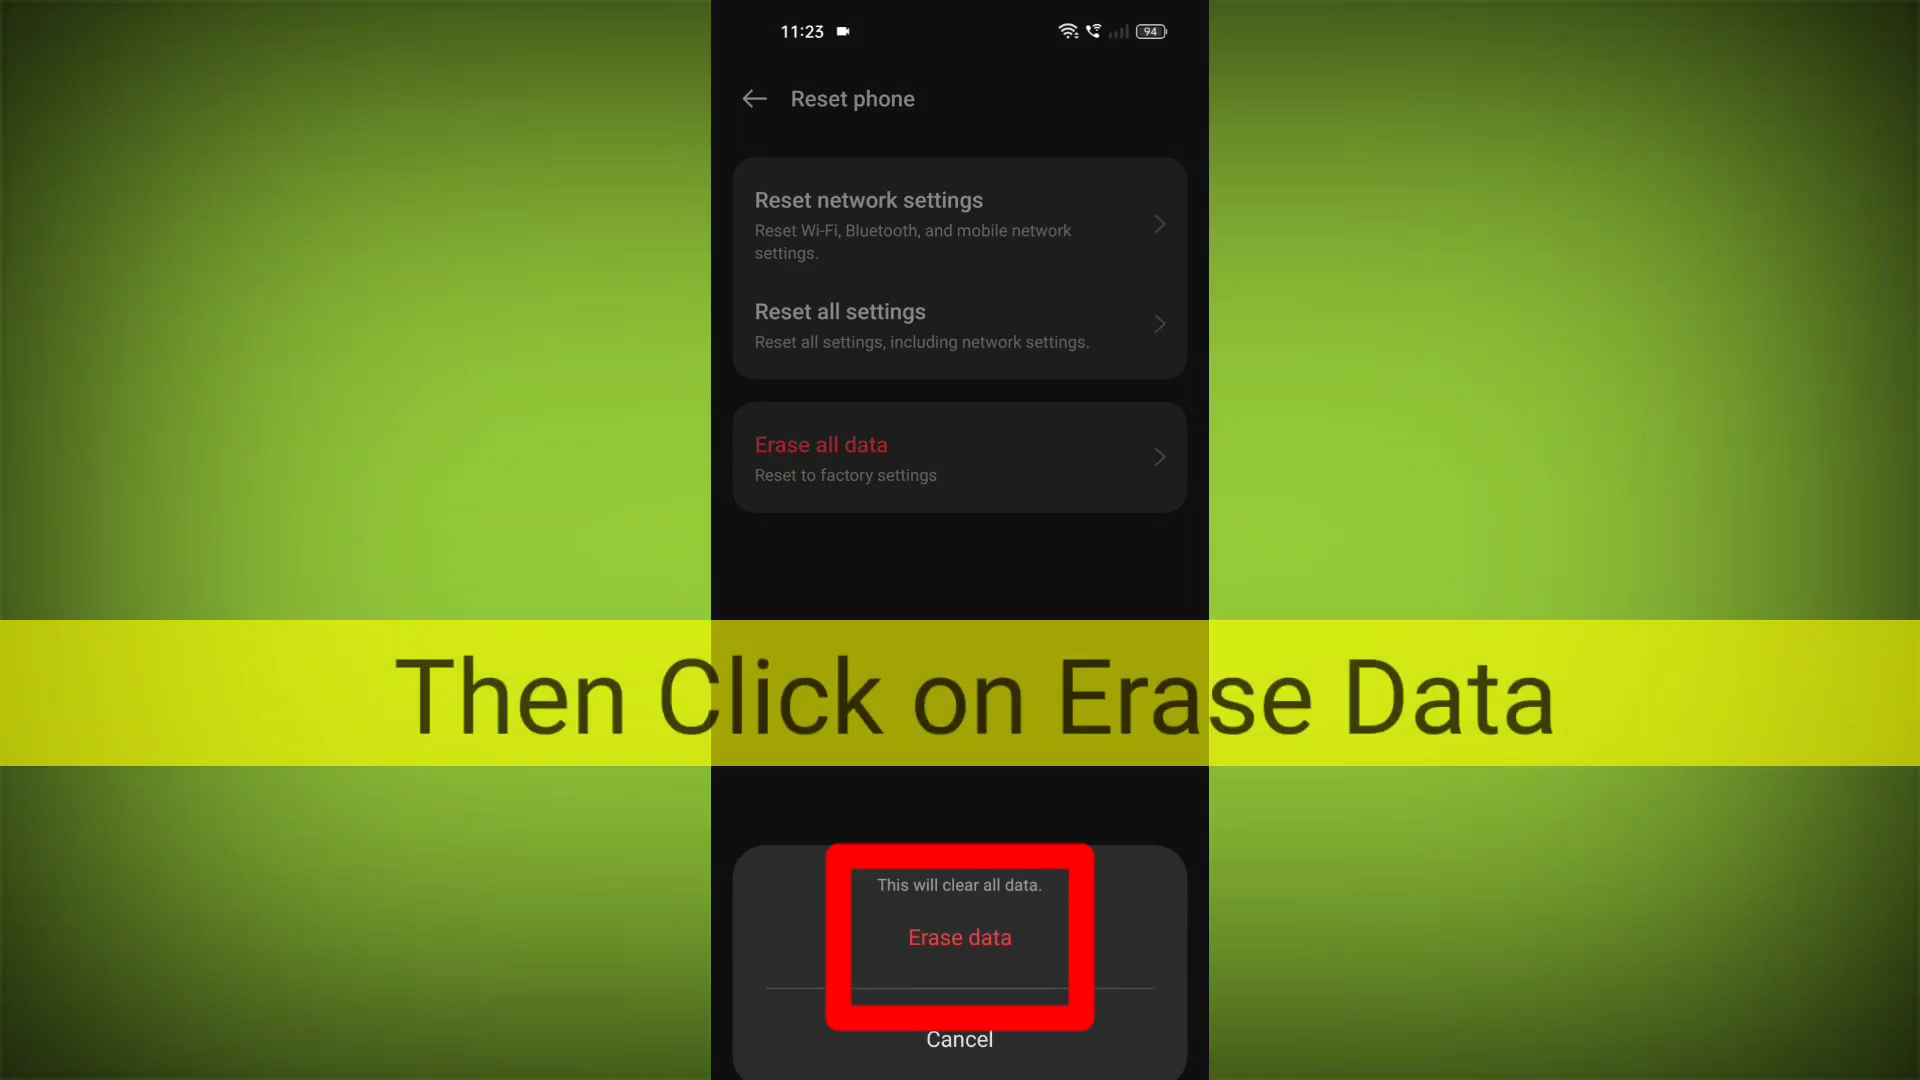 11:23
94
Reset phone
Reset network settings
Reset Wi-Fi, Bluetooth, and mobile network
settings.
Reset all settings
Reset all settings, including network settings.
Erase all data
Reset to factory settings
Then Click on Erase Data
This will clear all data.
Erase data
Cancel